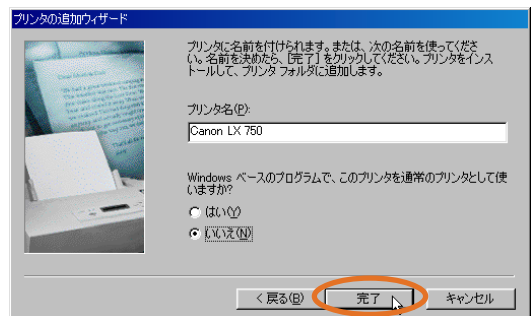 プリンタの追加ウィザード
プリンタに名前を付けられます。または、次の名前を使ってくださ
い。名前を決めたら、[完了] をクリックしてください。プリンタをインス
トールして、プリンタ フォルダに追加します。
プリンタ名(P):
Canon LX 750
Windows ベースのプログラムで、このプリンタを通常のプリンタとして使
いますか?
はい(Y)
いいえ(N)
< 戻る(B)
完了
キャンセル